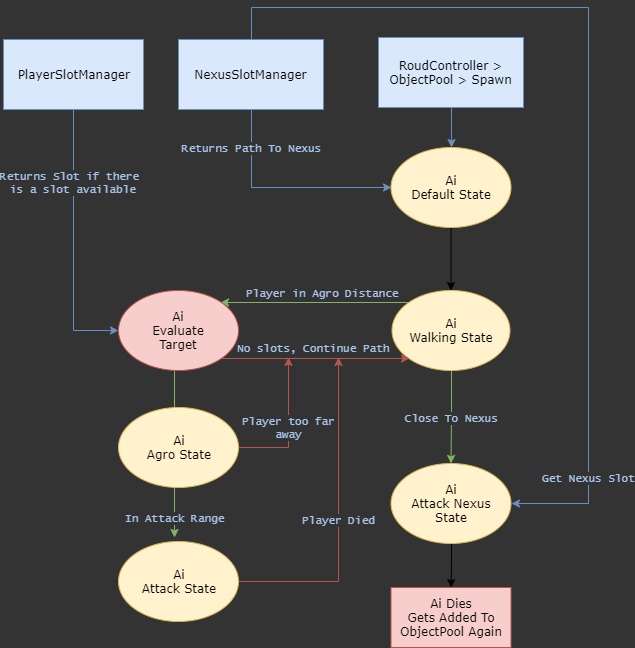 PlayerSlotManager
NexusSlotManager
RoudController >
ObjectPool > Spawn
Returns Path To Nexus
Returns Slot if there
is a slot available
Ai
Default State
Player in Agro Distance
Ai
Evaluate
Target
No slots, Continue Path
Ai
Walking State
Player too far
away
Close To Nexus
Ai
Agro State
Get Nexus Slot
Ai
Attack Nexus
State
In Attack Range
Player Died
Ai
Attack State
Ai Dies
Gets Added To
ObjectPool Again